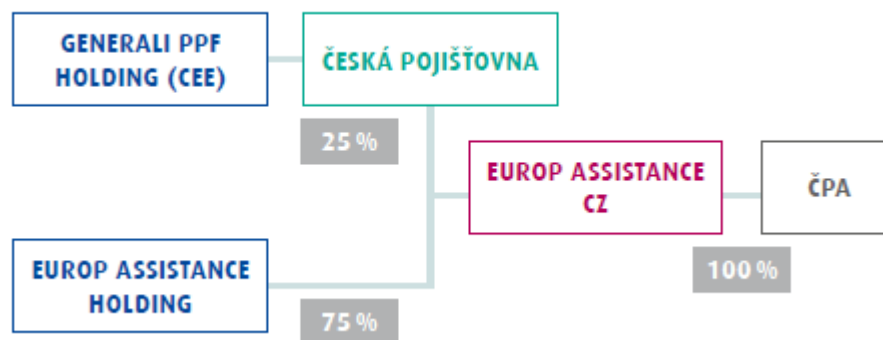 GENERALI PPF
HOLDING (CEE)
ČESKÁ POJIŠŤOVNA
25 %
EUROP ASSISTANCE
CZ
ČPA
EUROP ASSISTANCE
HOLDING
100 %
75 %